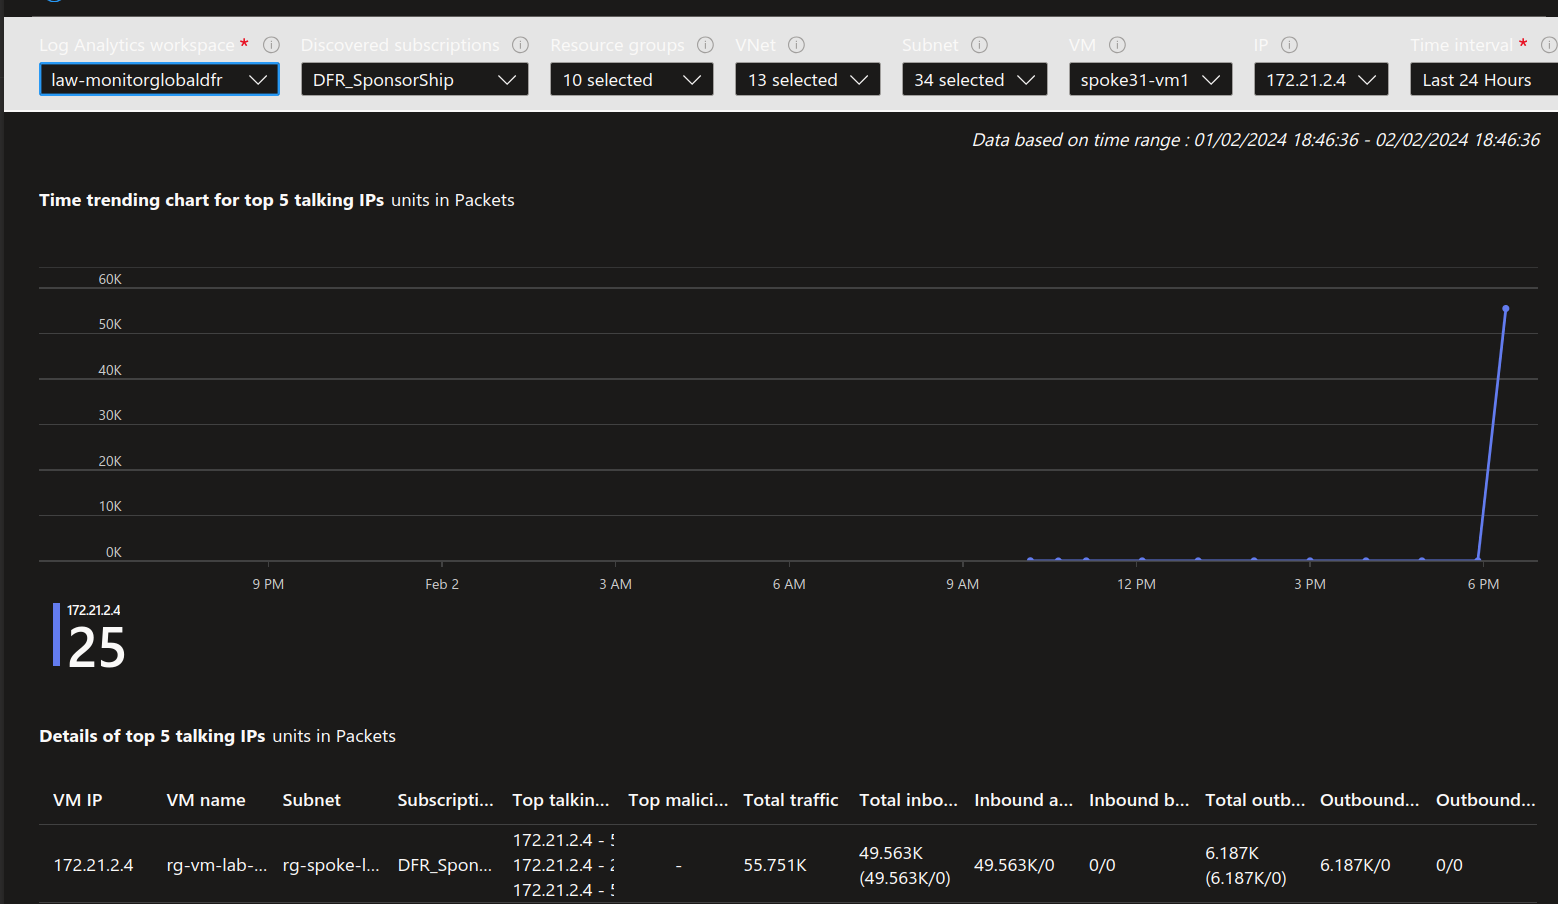 Log Analytics workspace * Discovered subscriptions Resource groups VNet Subnet VM IP Time interval *
law-monitorglobaldfr DFR_SponsorShip 10 selected 13 selected 34 selected spoke31-vm1 172.21.2.4 Last 24 Hours
Data based on time range : 01/02/2024 18:46:36 - 02/02/2024 18:46:36
Time trending chart for top 5 talking IPs units in Packets
60K
50K
40K
30K
20K
10K
0K
9 PM Feb 2 3 AM 6 AM 9 AM 12 PM 3 PM 6 PM
172.21.2.4
25
Details of top 5 talking IPs units in Packets
VM IP VM name Subnet Subscripti... Top talkin... Top malici... Total traffic Total inbo... Inbound a... Inbound b... Total outb... Outbound... Outbound...
172.21.2.4 rg-vm-lab-... rg-spoke-l... DFR_Spon... 172.21.2.4 -
172.21.2.4 -
172.21.2.4 -
- 55.751K 49.563K
(49.563K/0)
49.563K/0 0/0 6.187K
(6.187K/0)
6.187K/0 0/0